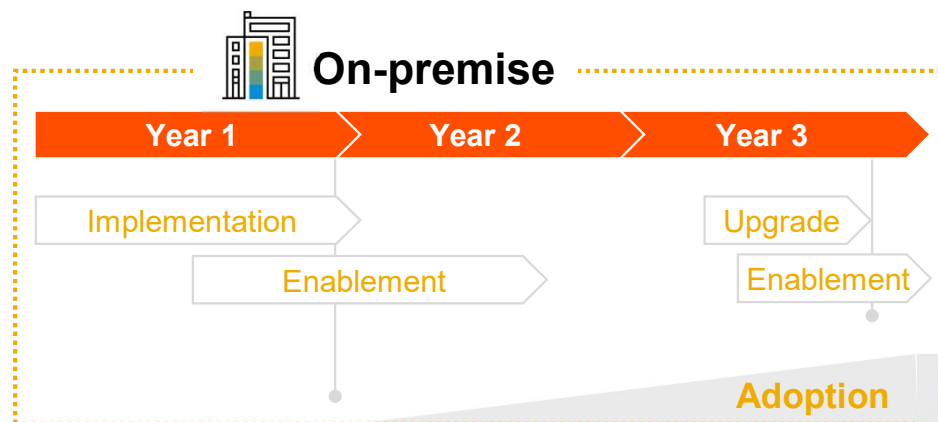 On-premise
Year 1 Year 2 Year 3
Implementation Upgrade
Enablement Enablement
Adoption